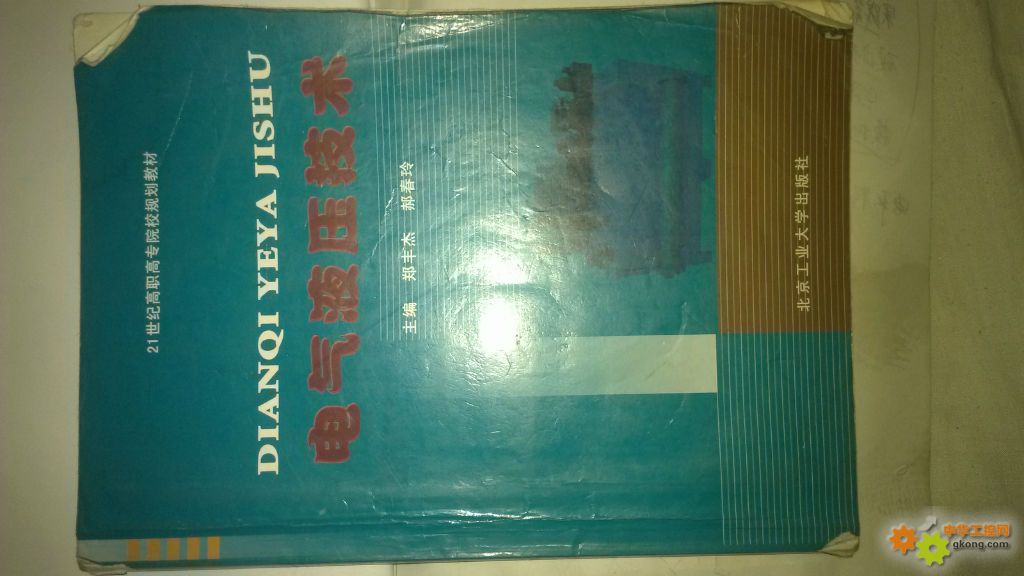 21世纪高职高专院校规划教材
DIANQI YEYA JISHU
电气液压技术
主编 郑丰杰 郝春玲
北京工业大学出版社
中华工控网
gkong.com